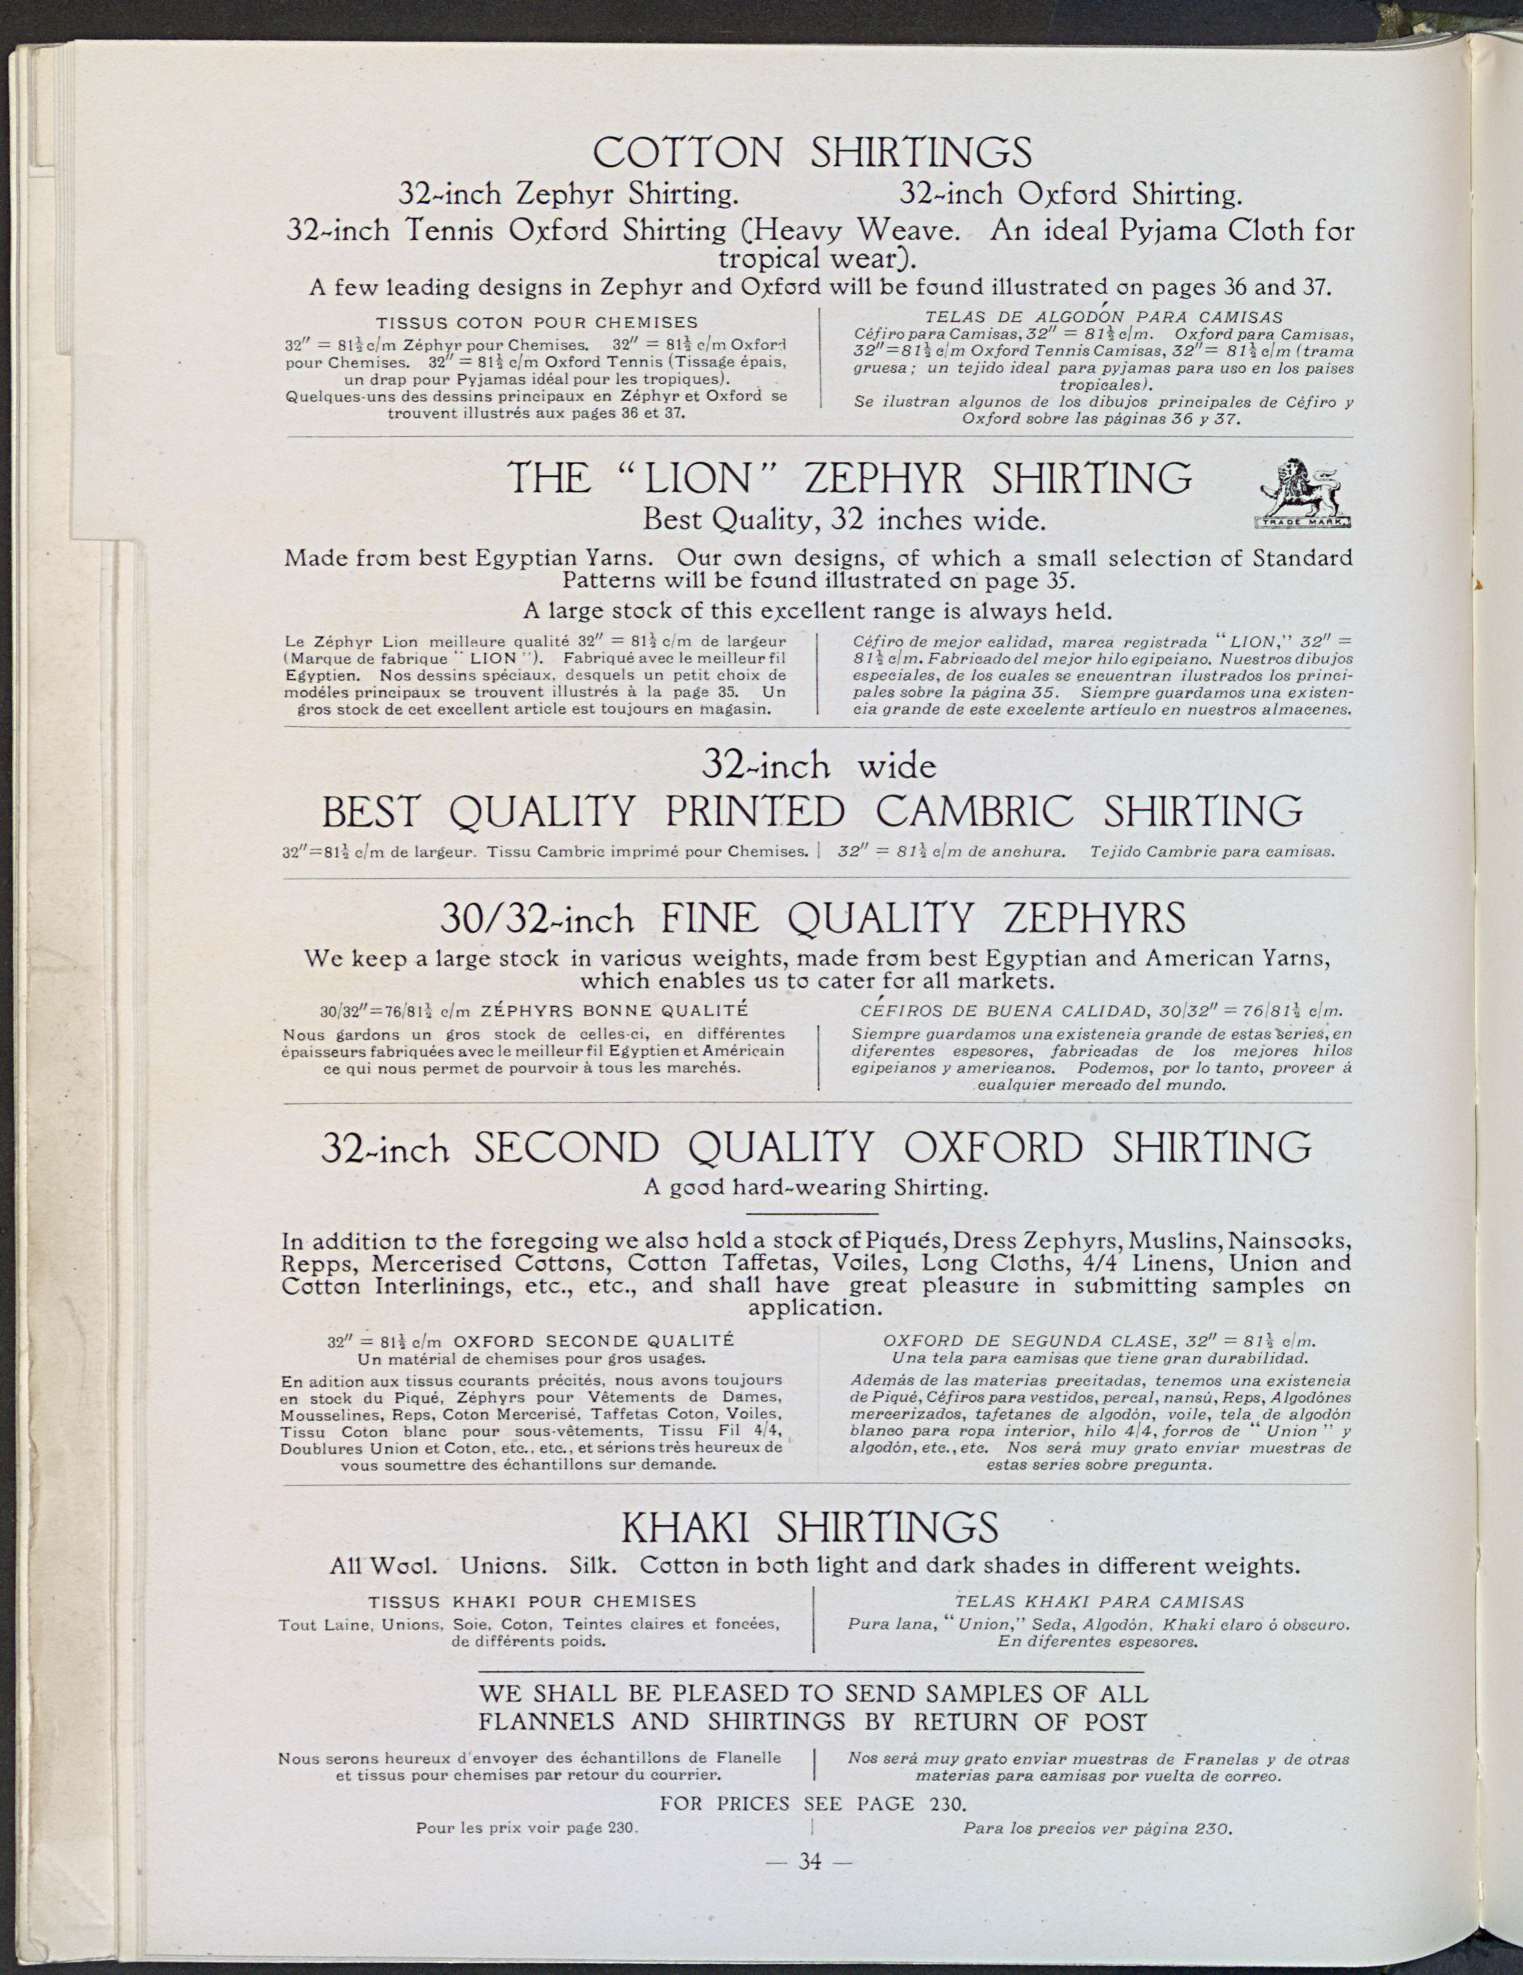 COTTON SHIRTINGS
32-inch Zephyr Shirting. 32-inch Oxford Shirting.
32-inch Tennis Oxford Shirting (Heavy Weave. An ideal Pyjama Cloth for
tropical wear).
A few leading designs in Zephyr and Oxford will be found illustrated on pages 36 and 37.
TISSUS COTON POUR CHEMISES
32" = 81½ c/m Zéphyr pour Chemises. 32" = 81½ c/m Oxford
pour Chemises. 32" = 81½ c/m Oxford Tennis (Tissage épais,
un drap pour Pyjamas idéal pour les tropiques).
Quelques-uns des dessins principaux en Zéphyr et Oxford se
trouvent illustrés aux pages 36 et 37.
TELAS DE ALGODÓN PARA CAMISAS
Céfiro para Camisas, 32" = 81½ c/m. Oxford para Camisas,
32"=81½ c/m Oxford Tennis Camisas, 32"= 81½ c/m (trama
gruesa; un tejido ideal para pyjamas para uso en los paises
tropicales).
Se ilustran algunos de los dibujos principales de Céfiro y
Oxford sobre las páginas 36 y 37.
THE "LION" ZEPHYR SHIRTING
TRADE MARK.
Best Quality, 32 inches wide.
Made from best Egyptian Yarns. Our own designs, of which a small selection of Standard
Patterns will be found illustrated on page 35.
A large stock of this excellent range is always held.
Le Zéphyr Lion meilleure qualité 32" = 81½ c/m de largeur
(Marque de fabrique "LION"). Fabriqué avec le meilleur fil
Egyptien. Nos dessins spéciaux, desquels un petit choix de
modéles principaux se trouvent illustrés à la page 35. Un
gros stock de cet excellent article est toujours en magasin.
Céfiro de mejor calidad, marca registrada "LION," 32" =
81½ c/m. Fabricado del mejor hilo egipciano. Nuestros dibujos
especiales, de los cuales se encuentran ilustrados los princi-
pales sobre la página 35. Siempre guardamos una existen-
cia grande de este excelente artículo en nuestros almacenes.
32-inch wide
BEST QUALITY PRINTED CAMBRIC SHIRTING
32"=81½ c/m de largeur. Tissu Cambric imprimé pour Chemises.
32" = 81½ c/m de anchura. Tejido Cambric para camisas.
30/32-inch FINE QUALITY ZEPHYRS
We keep a large stock in various weights, made from best Egyptian and American Yarns,
which enables us to cater for all markets.
30/32"=76/81½ c/m ZÉPHYRS BONNE QUALITÉ
Nous gardons un gros stock de celles-ci, en différentes
épaisseurs fabriquées avec le meilleur fil Egyptien et Américain
ce qui nous permet de pourvoir à tous les marchés.
CÉFIROS DE BUENA CALIDAD, 30/32" = 76/81½ c/m.
Siempre guardamos una existencia grande de estas series, en
diferentes espesores, fabricadas de los mejores hilos
egipcianos y americanos. Podemos, por lo tanto, proveer á
cualquier mercado del mundo.
32-inch SECOND QUALITY OXFORD SHIRTING
A good hard-wearing Shirting.
In addition to the foregoing we also hold a stock of Piqués, Dress Zephyrs, Muslins, Nainsooks,
Repps, Mercerised Cottons, Cotton Taffetas, Voiles, Long Cloths, 4/4 Linens, Union and
Cotton Interlinings, etc., etc., and shall have great pleasure in submitting samples on
application.
32" = 81½ c/m OXFORD SECONDE QUALITÉ
Un matérial de chemises pour gros usages.
En adition aux tissus courants précités, nous avons toujours
en stock du Piqué, Zéphyrs pour Vêtements de Dames,
Mousselines, Reps, Coton Mercerisé, Taffetas Coton, Voiles,
Tissu Coton blanc pour sous-vêtements, Tissu Fil 4/4,
Doublures Union et Coton, etc., etc., et sérions très heureux de
vous soumettre des échantillons sur demande.
OXFORD DE SEGUNDA CLASE, 32" = 81½ c/m.
Una tela para camisas que tiene gran durabilidad.
Además de las materias precitadas, tenemos una existencia
de Piqué, Céfiros para vestidos, percal, nansú, Reps, Algodónes
mercerizados, tafetanes de algodón, voile, tela de algodón
blanco para ropa interior, hilo 4/4, forros de "Union" y
algodón, etc., etc. Nos será muy grato enviar muestras de
estas series sobre pregunta.
KHAKI SHIRTINGS
All Wool. Unions. Silk. Cotton in both light and dark shades in different weights.
TISSUS KHAKI POUR CHEMISES
Tout Laine, Unions, Soie, Coton, Teintes claires et foncées,
de différents poids.
TELAS KHAKI PARA CAMISAS
Pura lana, "Union," Seda, Algodón, Khaki claro ó obscuro.
En diferentes espesores.
WE SHALL BE PLEASED TO SEND SAMPLES OF ALL
FLANNELS AND SHIRTINGS BY RETURN OF POST
Nous serons heureux d'envoyer des échantillons de Flanelle
et tissus pour chemises par retour du courrier.
Nos será muy grato enviar muestras de Franelas y de otras
materias para camisas por vuelta de correo.
FOR PRICES SEE PAGE 230.
Pour les prix voir page 230.
Para los precios ver página 230.
— 34 —